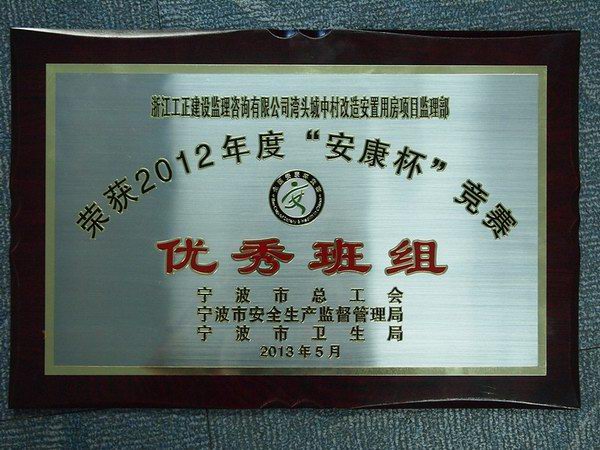 浙江工正建设监理咨询有限公司湾头城中村改造安置用房项目监理部
荣获2012年度“安康杯”竞赛
安
优秀班组
宁波市总工会
宁波市安全生产监督管理局
宁波市卫生局
2013年5月